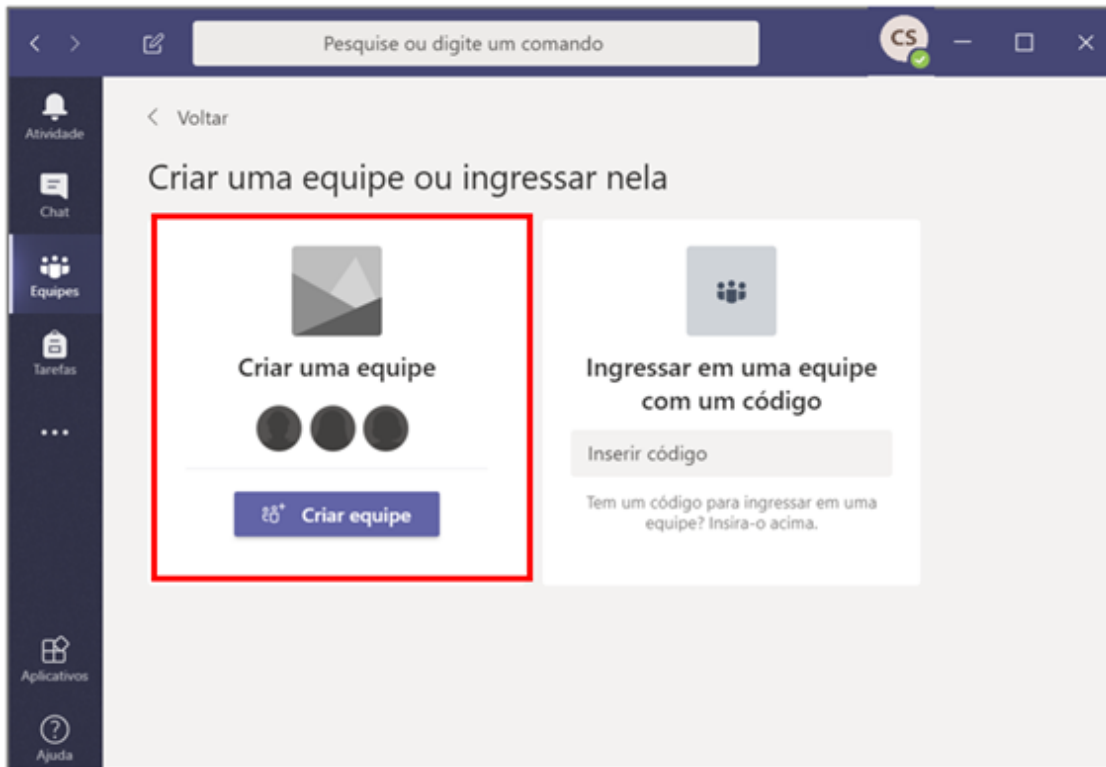 Pesquise ou digite um comando
CS
Atividade
Chat
Equipes
Tarefas
Aplicativos
Ajuda
Voltar
Criar uma equipe ou ingressar nela
Criar uma equipe
Criar equipe
Ingressar em uma equipe
com um código
Inserir código
Tem um código para ingressar em uma
equipe? Insira-o acima.